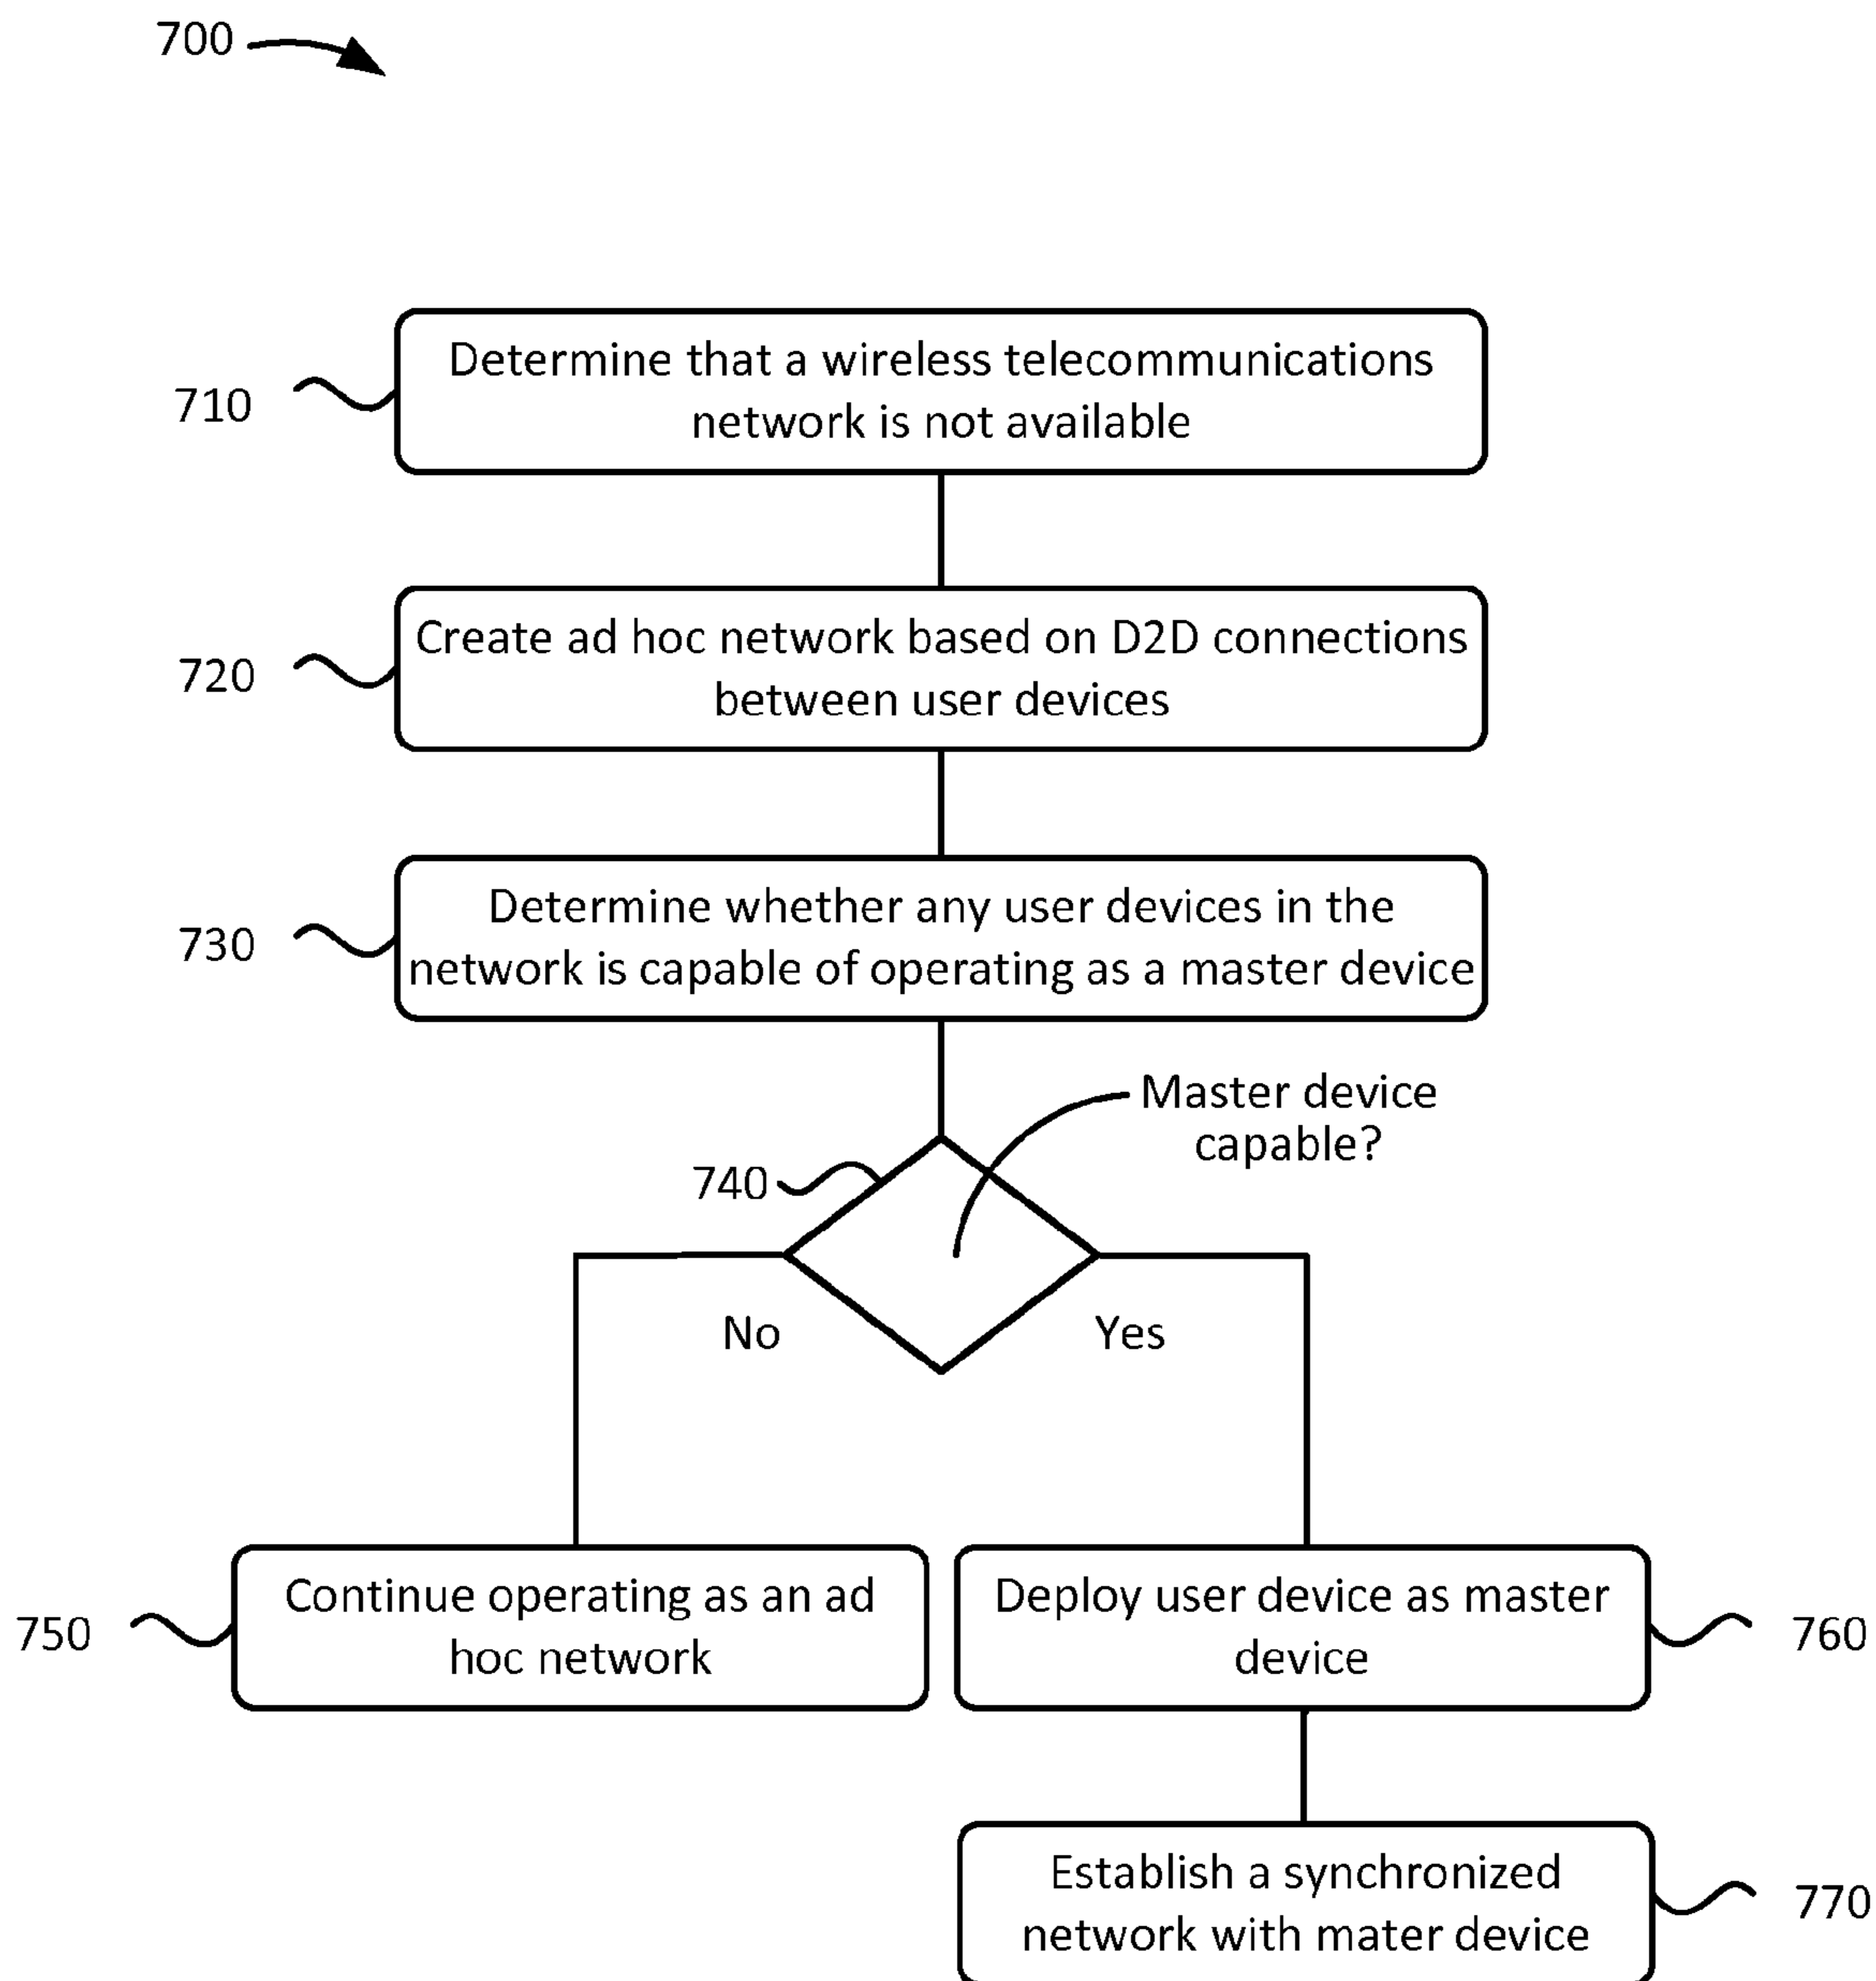 700
Determine that a wireless telecommunications
network is not available
710
Create ad hoc network based on D2D connections
between user devices
720
Determine whether any user devices in the
network is capable of operating as a master device
730
Master device
capable?
740
No
Yes
Continue operating as an ad
hoc network
750
Deploy user device as master
device
760
Establish a synchronized
network with mater device
770